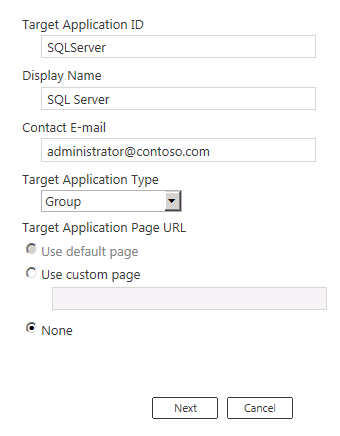 Target Application ID
SQLServer
Display Name
SQL Server
Contact E-mail
administrator@contoso.com
Target Application Type
Group
Target Application Page URL
Use default page
Use custom page
None
Next Cancel